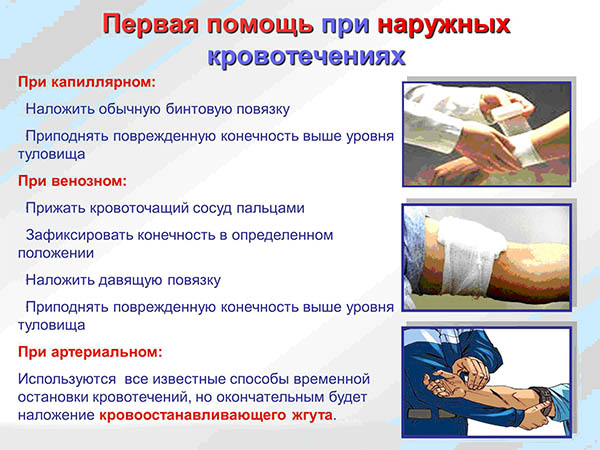 Первая помощь при наружных
кровотечениях
При капиллярном:
Наложить обычную бинтовую повязку
Приподнять поврежденную конечность выше уровня
туловища
При венозном:
Прижать кровоточащий сосуд пальцами
Зафиксировать конечность в определенном
положении
Наложить давящую повязку
Приподнять поврежденную конечность выше уровня
туловища
При артериальном:
Используются все известные способы временной
остановки кровотечений, но окончательным будет
наложение кровоостанавливающего жгута.